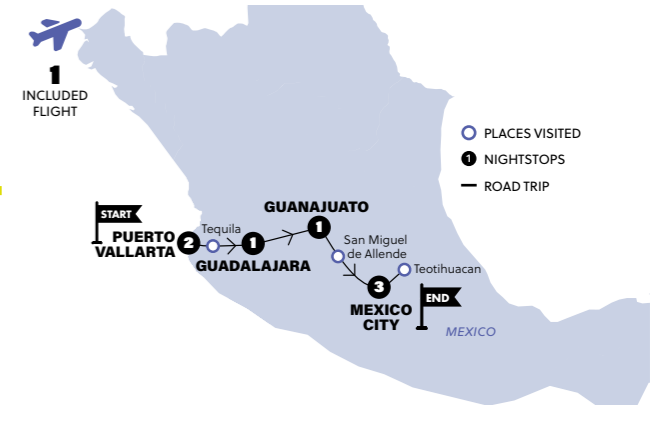 1
INCLUDED
FLIGHT
PLACES VISITED
1 NIGHTSTOPS
ROAD TRIP
START
PUERTO
VALLARTA
2
Tequila
1
GUADALAJARA
GUANAJUATO
1
San Miguel
de Allende
Teotihuacan
3
MEXICO
CITY
END
MEXICO